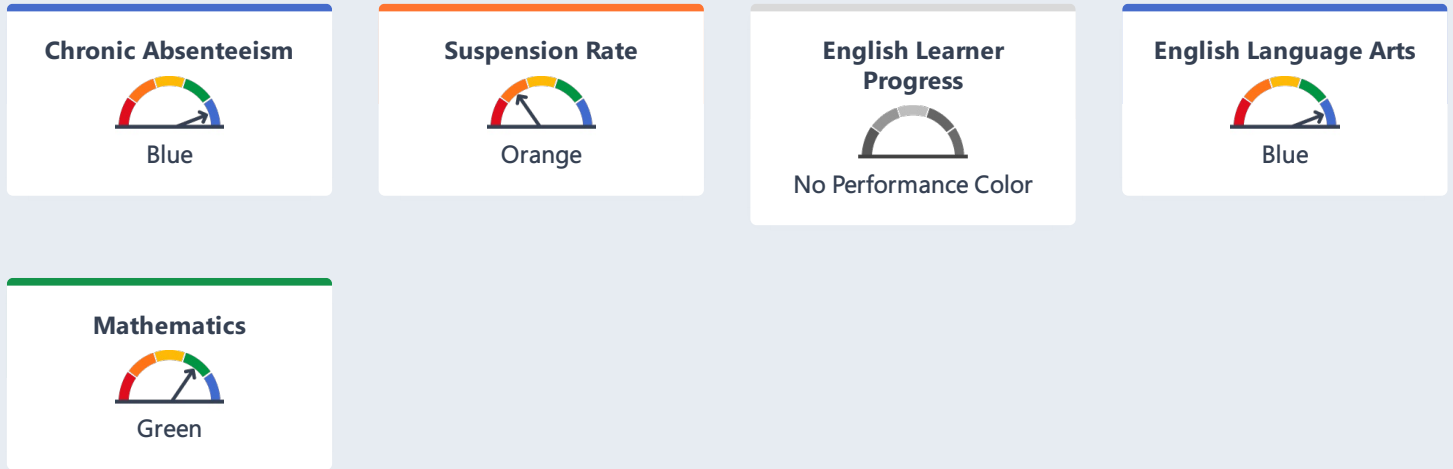 Chronic Absenteeism
Blue
Suspension Rate
Orange
English Learner
Progress
No Performance Color
English Language Arts
Blue
Mathematics
Green